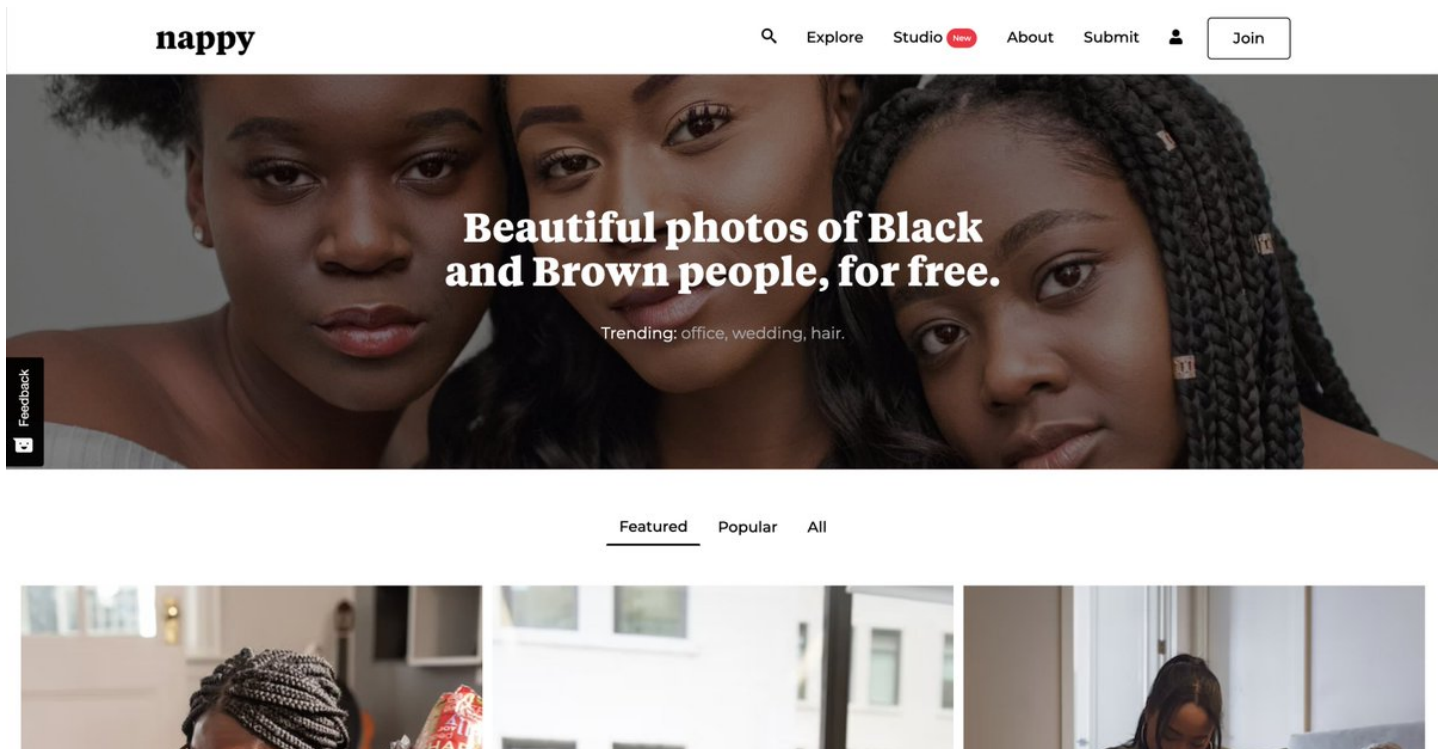 nappy
Explore Studio New About Submit Join
Beautiful photos of Black
and Brown people, for free.
Trending: office, wedding, hair.
Feedback
Featured Popular All